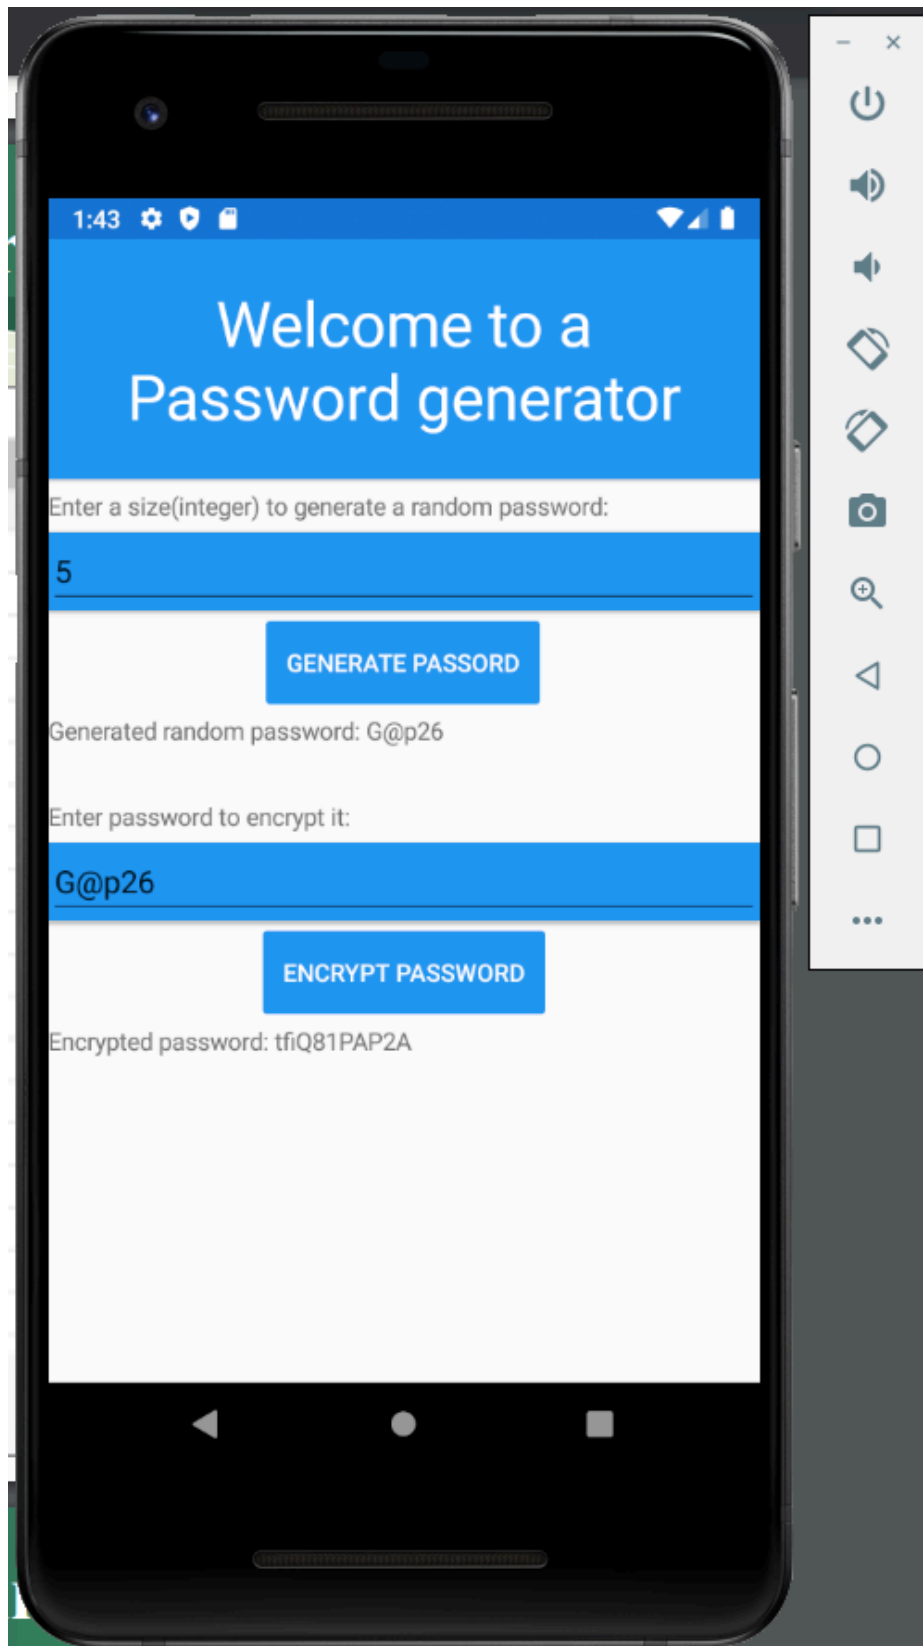 1:43
Welcome to a
Password generator
Enter a size(integer) to generate a random password:
5
GENERATE PASSORD
Generated random password: G@p26
Enter password to encrypt it:
G@p26
ENCRYPT PASSWORD
Encrypted password: tfiQ81PAP2A